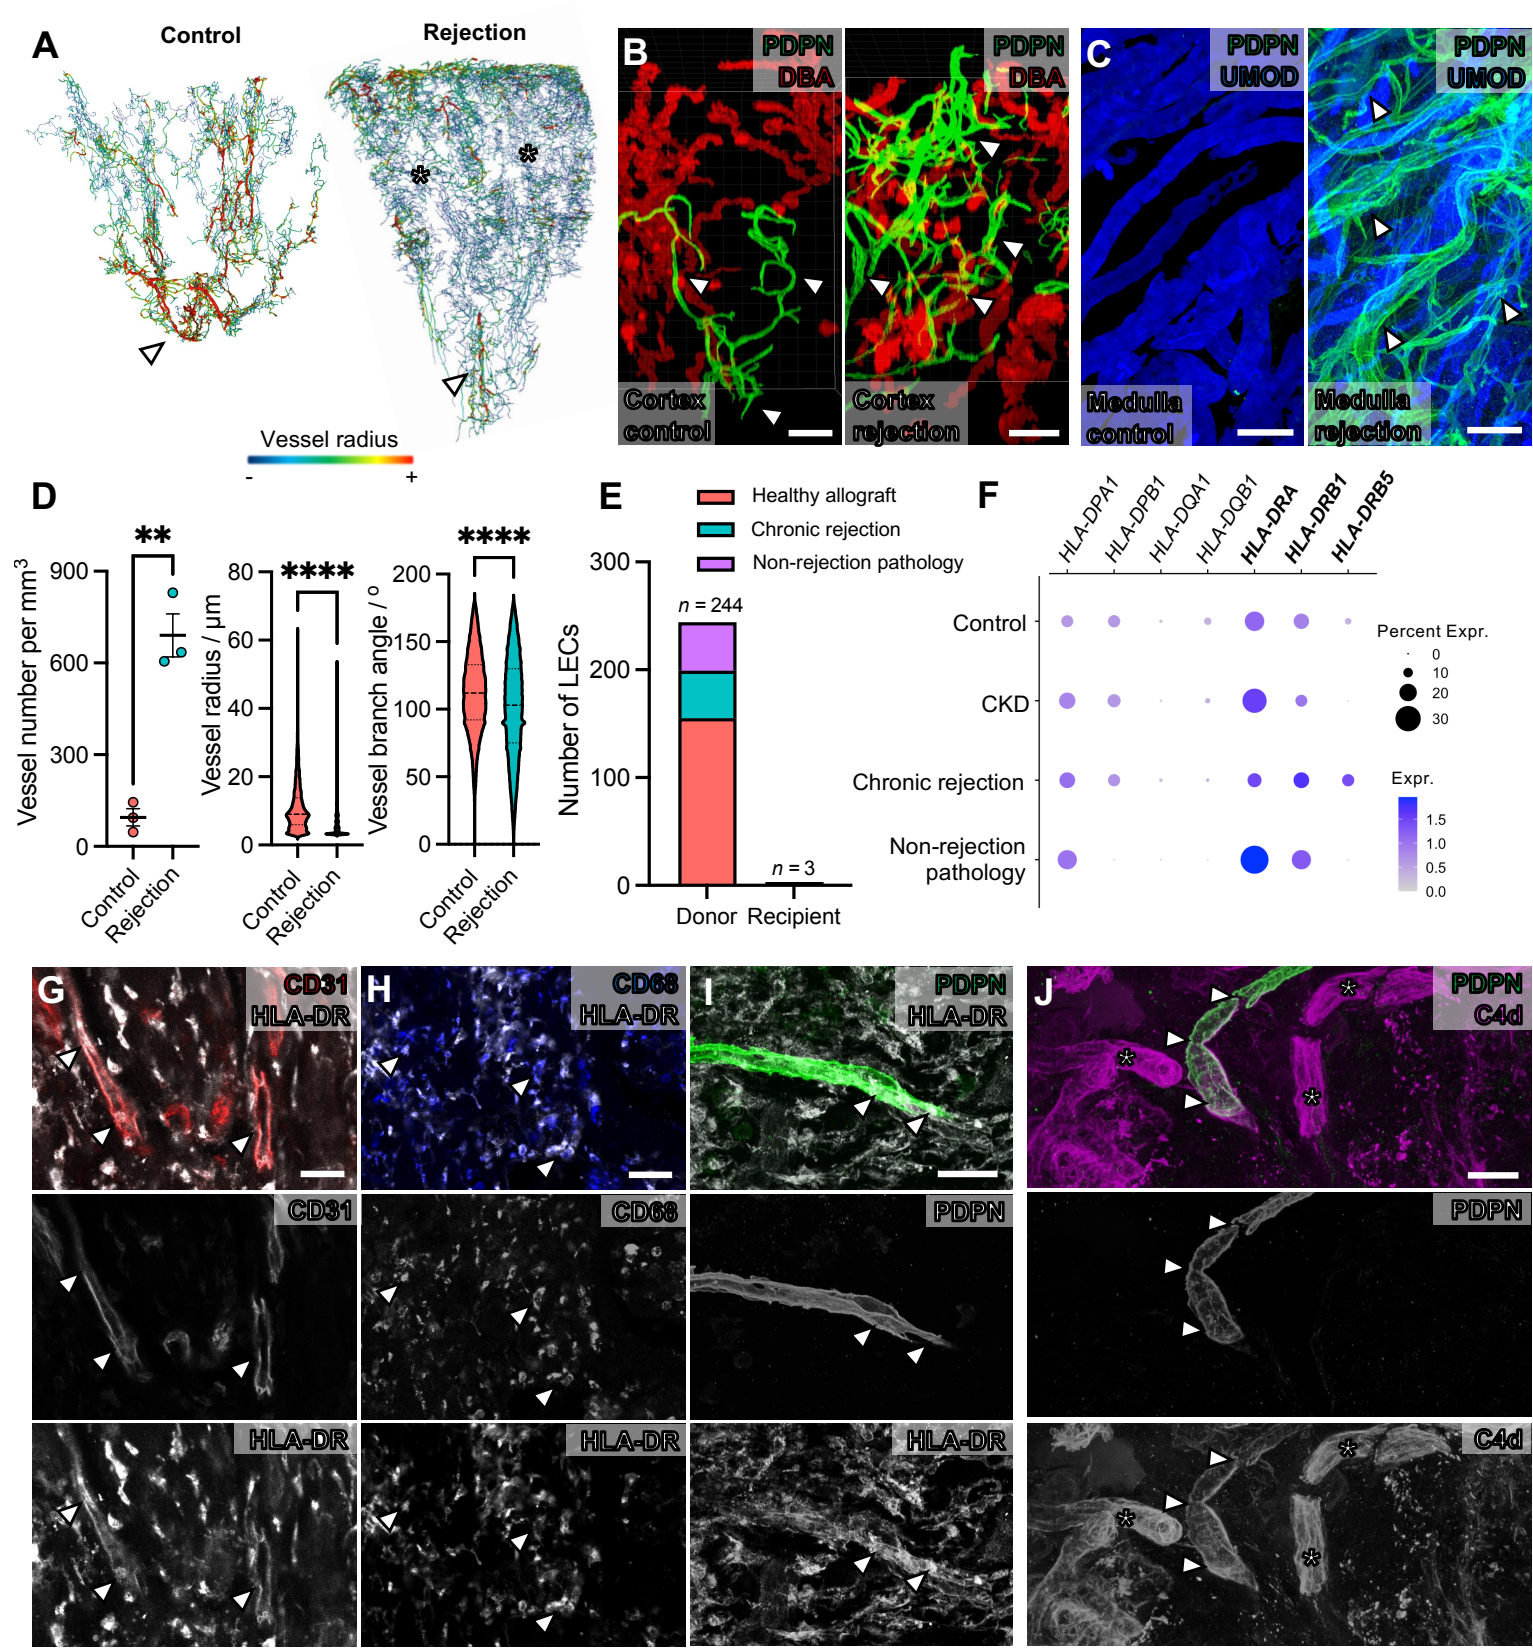 A
Control
Rejection
*
*
Vessel radius
-
+
B
PDPN
DBA
Cortex
control
PDPN
DBA
Cortex
rejection
C
PDPN
UMOD
Medulla
control
PDPN
UMOD
Medulla
rejection
D
**
Vessel number per mm3
900
600
300
0
Control
Rejection
****
Vessel radius / µm
80
60
40
20
0
Control
Rejection
****
Vessel branch angle / º
200
150
100
50
0
Control
Rejection
E
Healthy allograft
Chronic rejection
Non-rejection pathology
Number of LECs
300
200
100
0
n = 244
n = 3
Donor
Recipient
F
HLA-DPA1
HLA-DPB1
HLA-DQA1
HLA-DQB1
HLA-DRA
HLA-DRB1
HLA-DRB5
Control
CKD
Chronic rejection
Non-rejection
pathology
Percent Expr.
0
10
20
30
Expr.
1.5
1.0
0.5
0.0
G
CD31
HLA-DR
CD31
HLA-DR
H
CD68
HLA-DR
CD68
HLA-DR
I
PDPN
HLA-DR
PDPN
HLA-DR
J
PDPN
C4d
*
*
*
PDPN
C4d
*
*
*